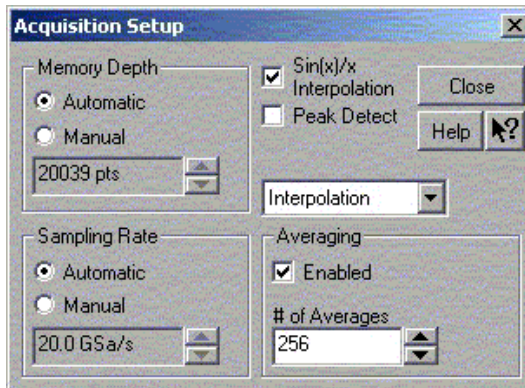 Acquisition Setup
Memory Depth
Automatic
Manual
20039 pts
Sin(x)/x
Interpolation
Peak Detect
Close
Help
Interpolation
Sampling Rate
Automatic
Manual
20.0 GSa/s
Averaging
Enabled
# of Averages
256